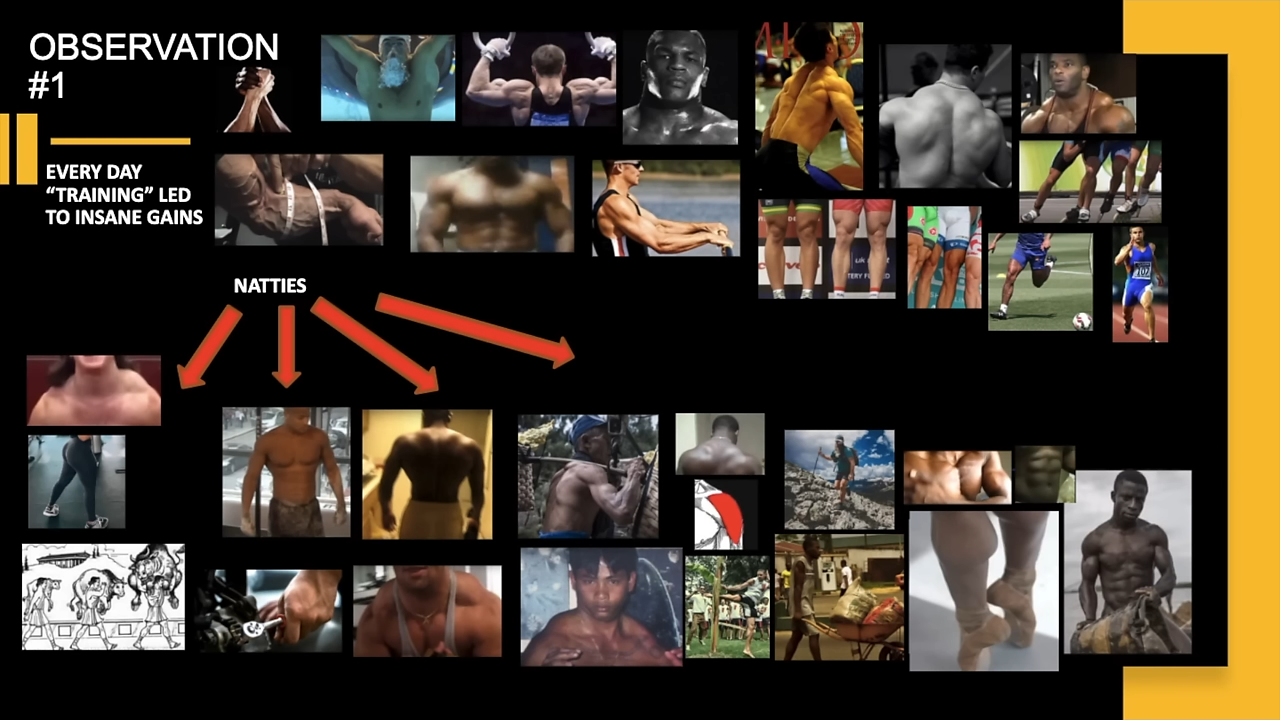 OBSERVATION
#1
EVERY DAY
“TRAINING” LED
TO INSANE GAINS
NATTIES
102